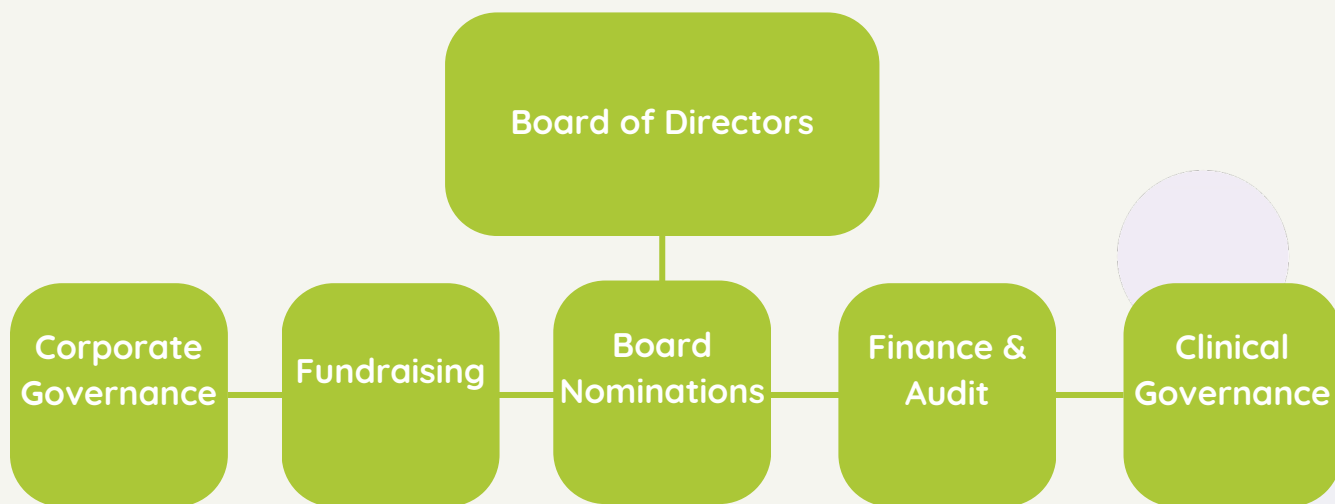 Board of Directors
Corporate
Governance
Fundraising
Board
Nominations
Finance &
Audit
Clinical
Governance